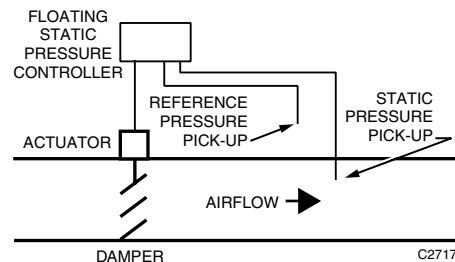 FLOATING
STATIC
PRESSURE
CONTROLLER
REFERENCE
PRESSURE
PICK-UP
STATIC
PRESSURE
PICK-UP
ACTUATOR
AIRFLOW
DAMPER
C2717